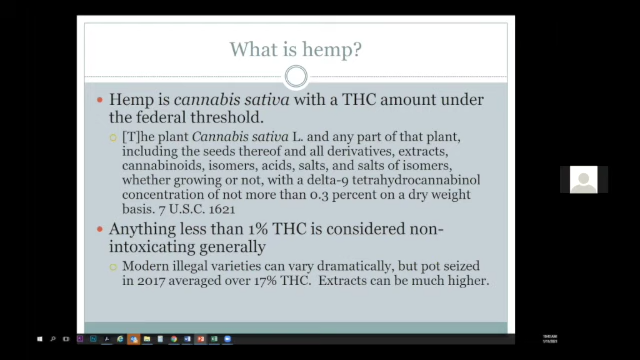 What is hemp?
Hemp is cannabis sativa with a THC amount under
the federal threshold.
[T]he plant Cannabis sativa L. and any part of that plant,
including the seeds thereof and all derivatives, extracts,
cannabinoids, isomers, acids, salts, and salts of isomers,
whether growing or not, with a delta-9 tetrahydrocannabinol
concentration of not more than 0.3 percent on a dry weight
basis. 7 U.S.C. 1621
Anything less than 1% THC is considered non-
intoxicating generally
Modern illegal varieties can vary dramatically, but pot seized
in 2017 averaged over 17% THC. Extracts can be much higher.